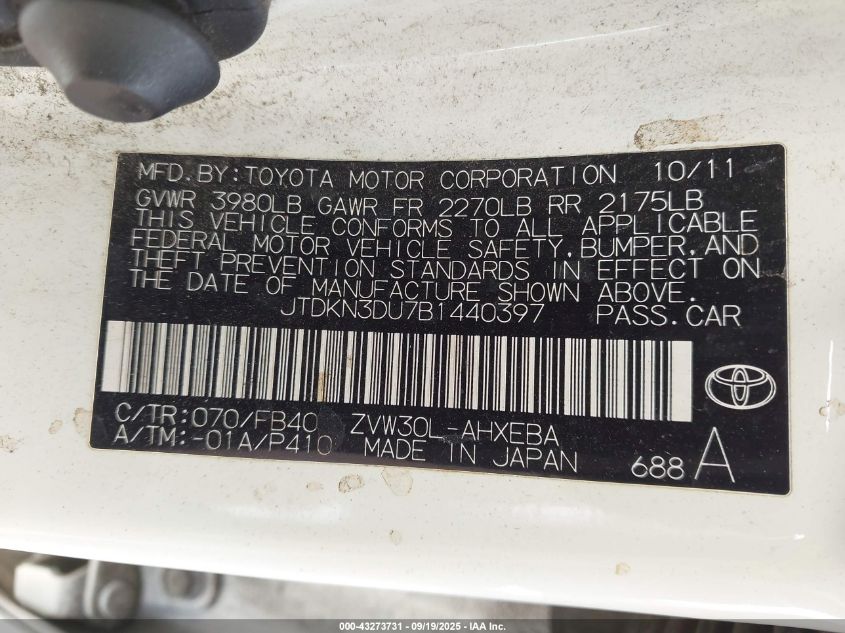 MFD. BY: TOYOTA MOTOR CORPORATION 10/11
GVWR 3980LB GAWR FR 2270LB RR 2175LB
THIS VEHICLE CONFORMS TO ALL APPLICABLE
FEDERAL MOTOR VEHICLE SAFETY, BUMPER, AND
THEFT PREVENTION STANDARDS IN EFFECT ON
THE DATE OF MANUFACTURE SHOWN ABOVE.
JTDKN3DU7B1440397 PASS. CAR
C/TR: 070/FB40 ZVW30L-AHXEBA
A/TM: -01A/P410 MADE IN JAPAN 688 A
000-43273731 - 09/19/2025 - IAA Inc.